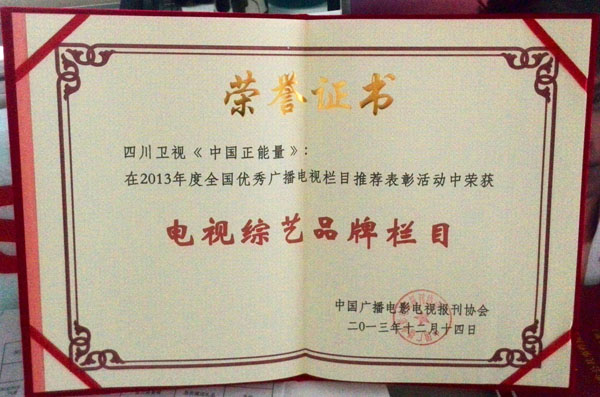 荣誉证书
四川卫视《中国正能量》:
在2013年度全国优秀广播电视栏目推荐表彰活动中荣获
电视综艺品牌栏目
中国广播电影电视报刊协会
二〇一三年十二月十四日